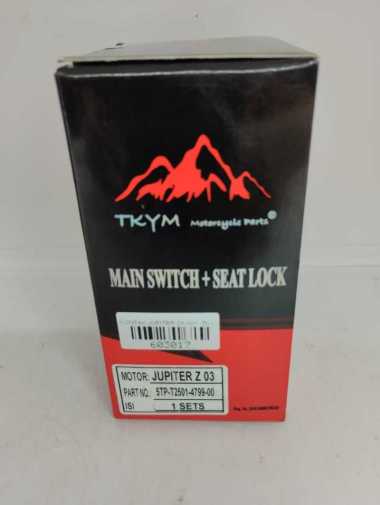 TKYM Motorcycle Parts®
MAIN SWITCH + SEAT LOCK
603017
MOTOR: JUPITER Z 03
PART NO. 5TP-T2501-4799-00
ISI 1 SETS